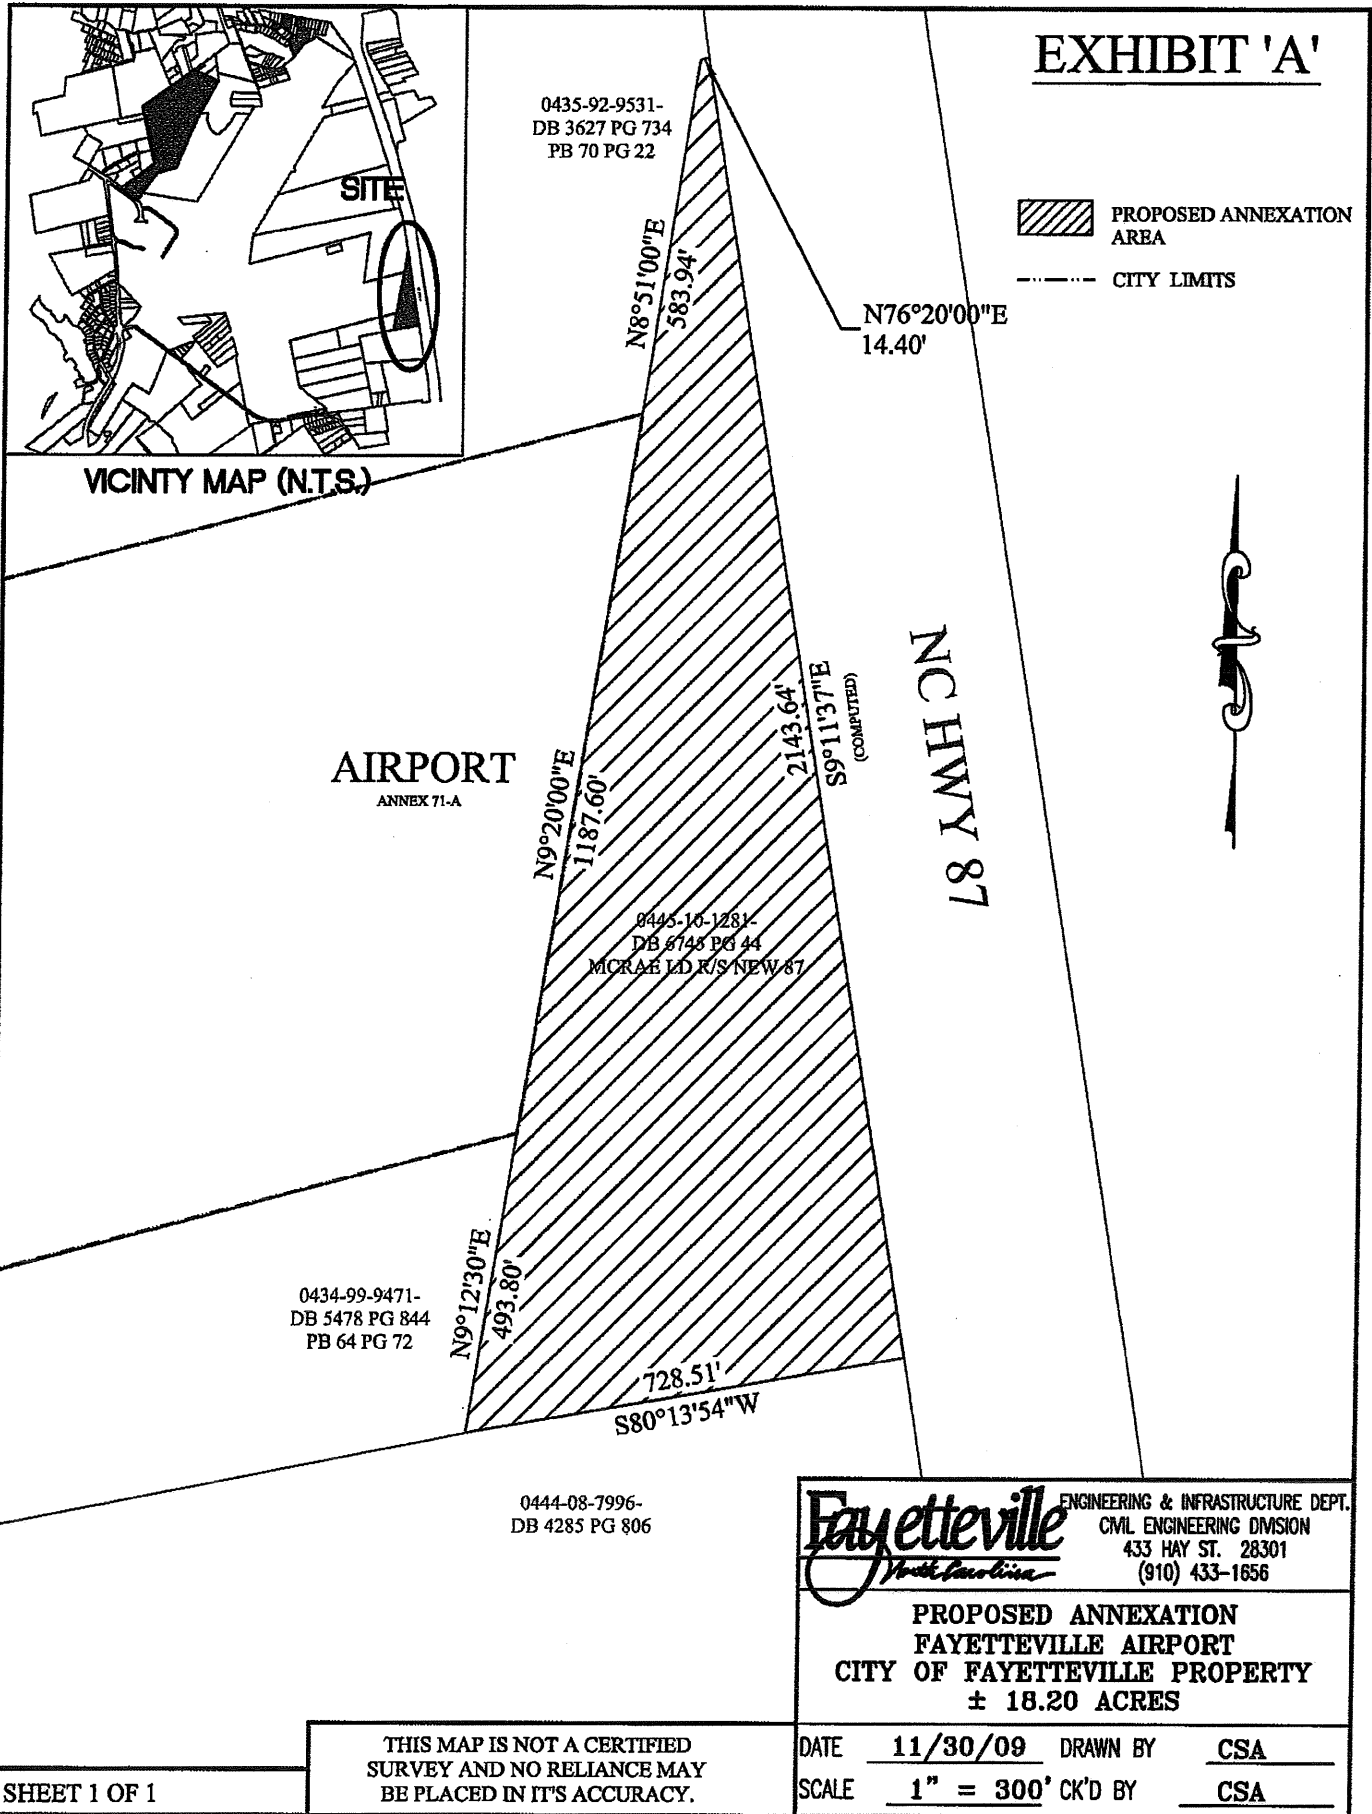 EXHIBIT 'A'
0435-92-9531-
DB 3627 PG 734
PB 70 PG 22
SITE
PROPOSED ANNEXATION
AREA
CITY LIMITS
N8°51'00"E
583.94'
N76°20'00"E
14.40'
VICINTY MAP (N.T.S.)
AIRPORT
ANNEX 71-A
N9°20'00"E
1187.60'
2143.64'
S9°11'37"E
(COMPUTED)
NC HWY 87
0445-10-1281-
DB 6748 PG 44
MCRAE LD R/S NEW 87
0434-99-9471-
DB 5478 PG 844
PB 64 PG 72
N9°12'30"E
493.80'
728.51'
S80°13'54"W
0444-08-7996-
DB 4285 PG 806
Fayetteville
North Carolina
ENGINEERING & INFRASTRUCTURE DEPT.
CIVIL ENGINEERING DIVISION
433 HAY ST. 28301
(910) 433-1656
PROPOSED ANNEXATION
FAYETTEVILLE AIRPORT
CITY OF FAYETTEVILLE PROPERTY
± 18.20 ACRES
DATE 11/30/09 DRAWN BY CSA
SCALE 1" = 300' CK'D BY CSA
THIS MAP IS NOT A CERTIFIED
SURVEY AND NO RELIANCE MAY
BE PLACED IN IT'S ACCURACY.
SHEET 1 OF 1